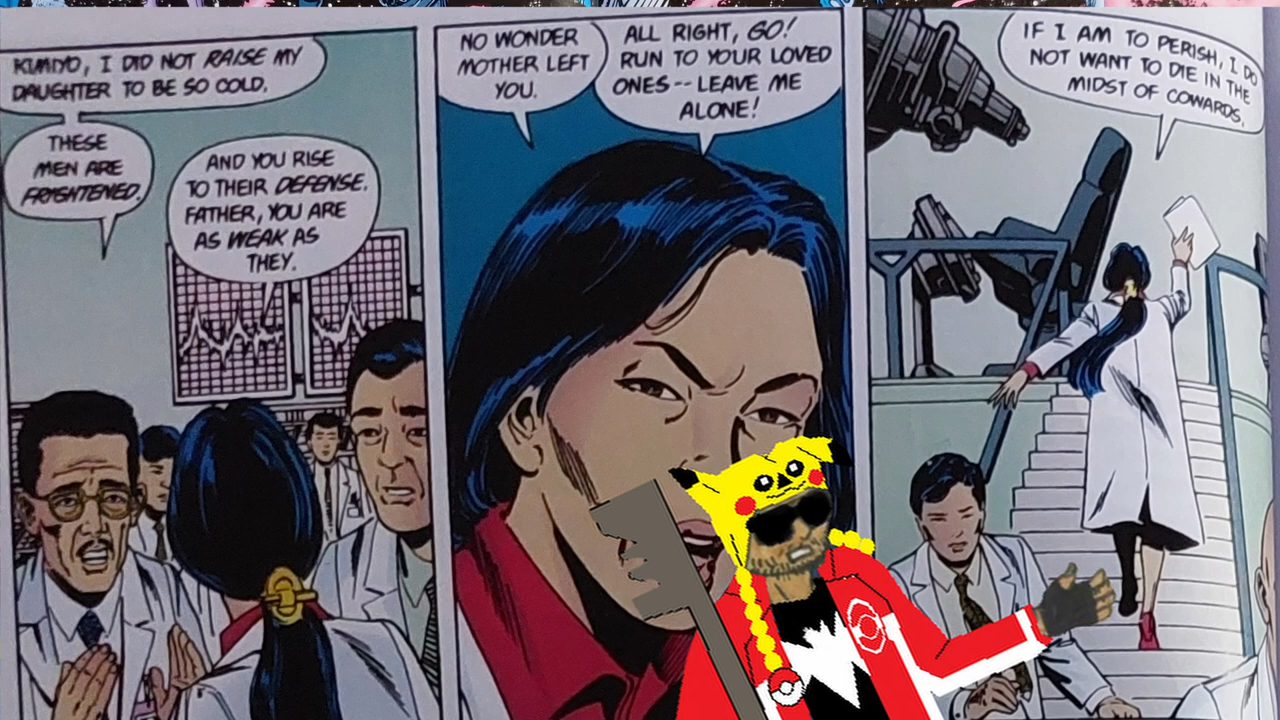 KIMIYO, I DID NOT RAISE MY
DAUGHTER TO BE SO COLD.
THESE
MEN ARE
FRIGHTENED.
AND YOU RISE
TO THEIR DEFENSE.
FATHER, YOU ARE
AS WEAK AS
THEY.
NO WONDER
MOTHER LEFT
YOU.
ALL RIGHT, GO!
RUN TO YOUR LOVED
ONES--LEAVE ME
ALONE!
IF I AM TO PERISH, I DO
NOT WANT TO DIE IN THE
MIDST OF COWARDS.